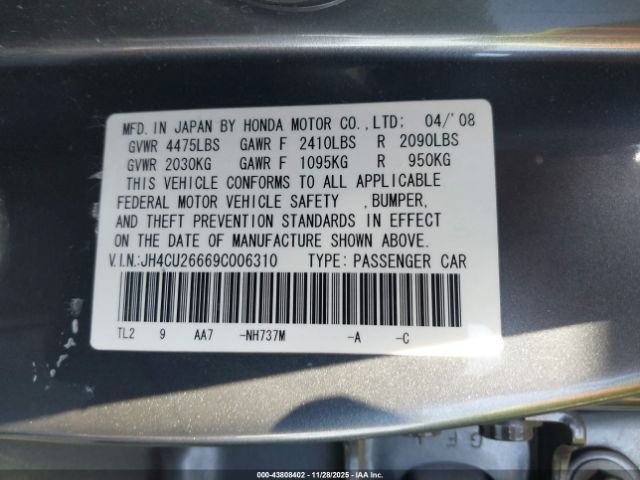 MFD. IN JAPAN BY HONDA MOTOR CO., LTD: 04/'08
GVWR 4475LBS GAWR F 2410LBS R 2090LBS
GVWR 2030KG GAWR F 1095KG R 950KG
THIS VEHICLE CONFORMS TO ALL APPLICABLE
FEDERAL MOTOR VEHICLE SAFETY , BUMPER,
AND THEFT PREVENTION STANDARDS IN EFFECT
ON THE DATE OF MANUFACTURE SHOWN ABOVE.
V.I.N.:JH4CU26669C006310 TYPE: PASSENGER CAR
TL2 9 AA7 -NH737M -A -C
G F
000-43808402 | 11/28/2025 - IAA